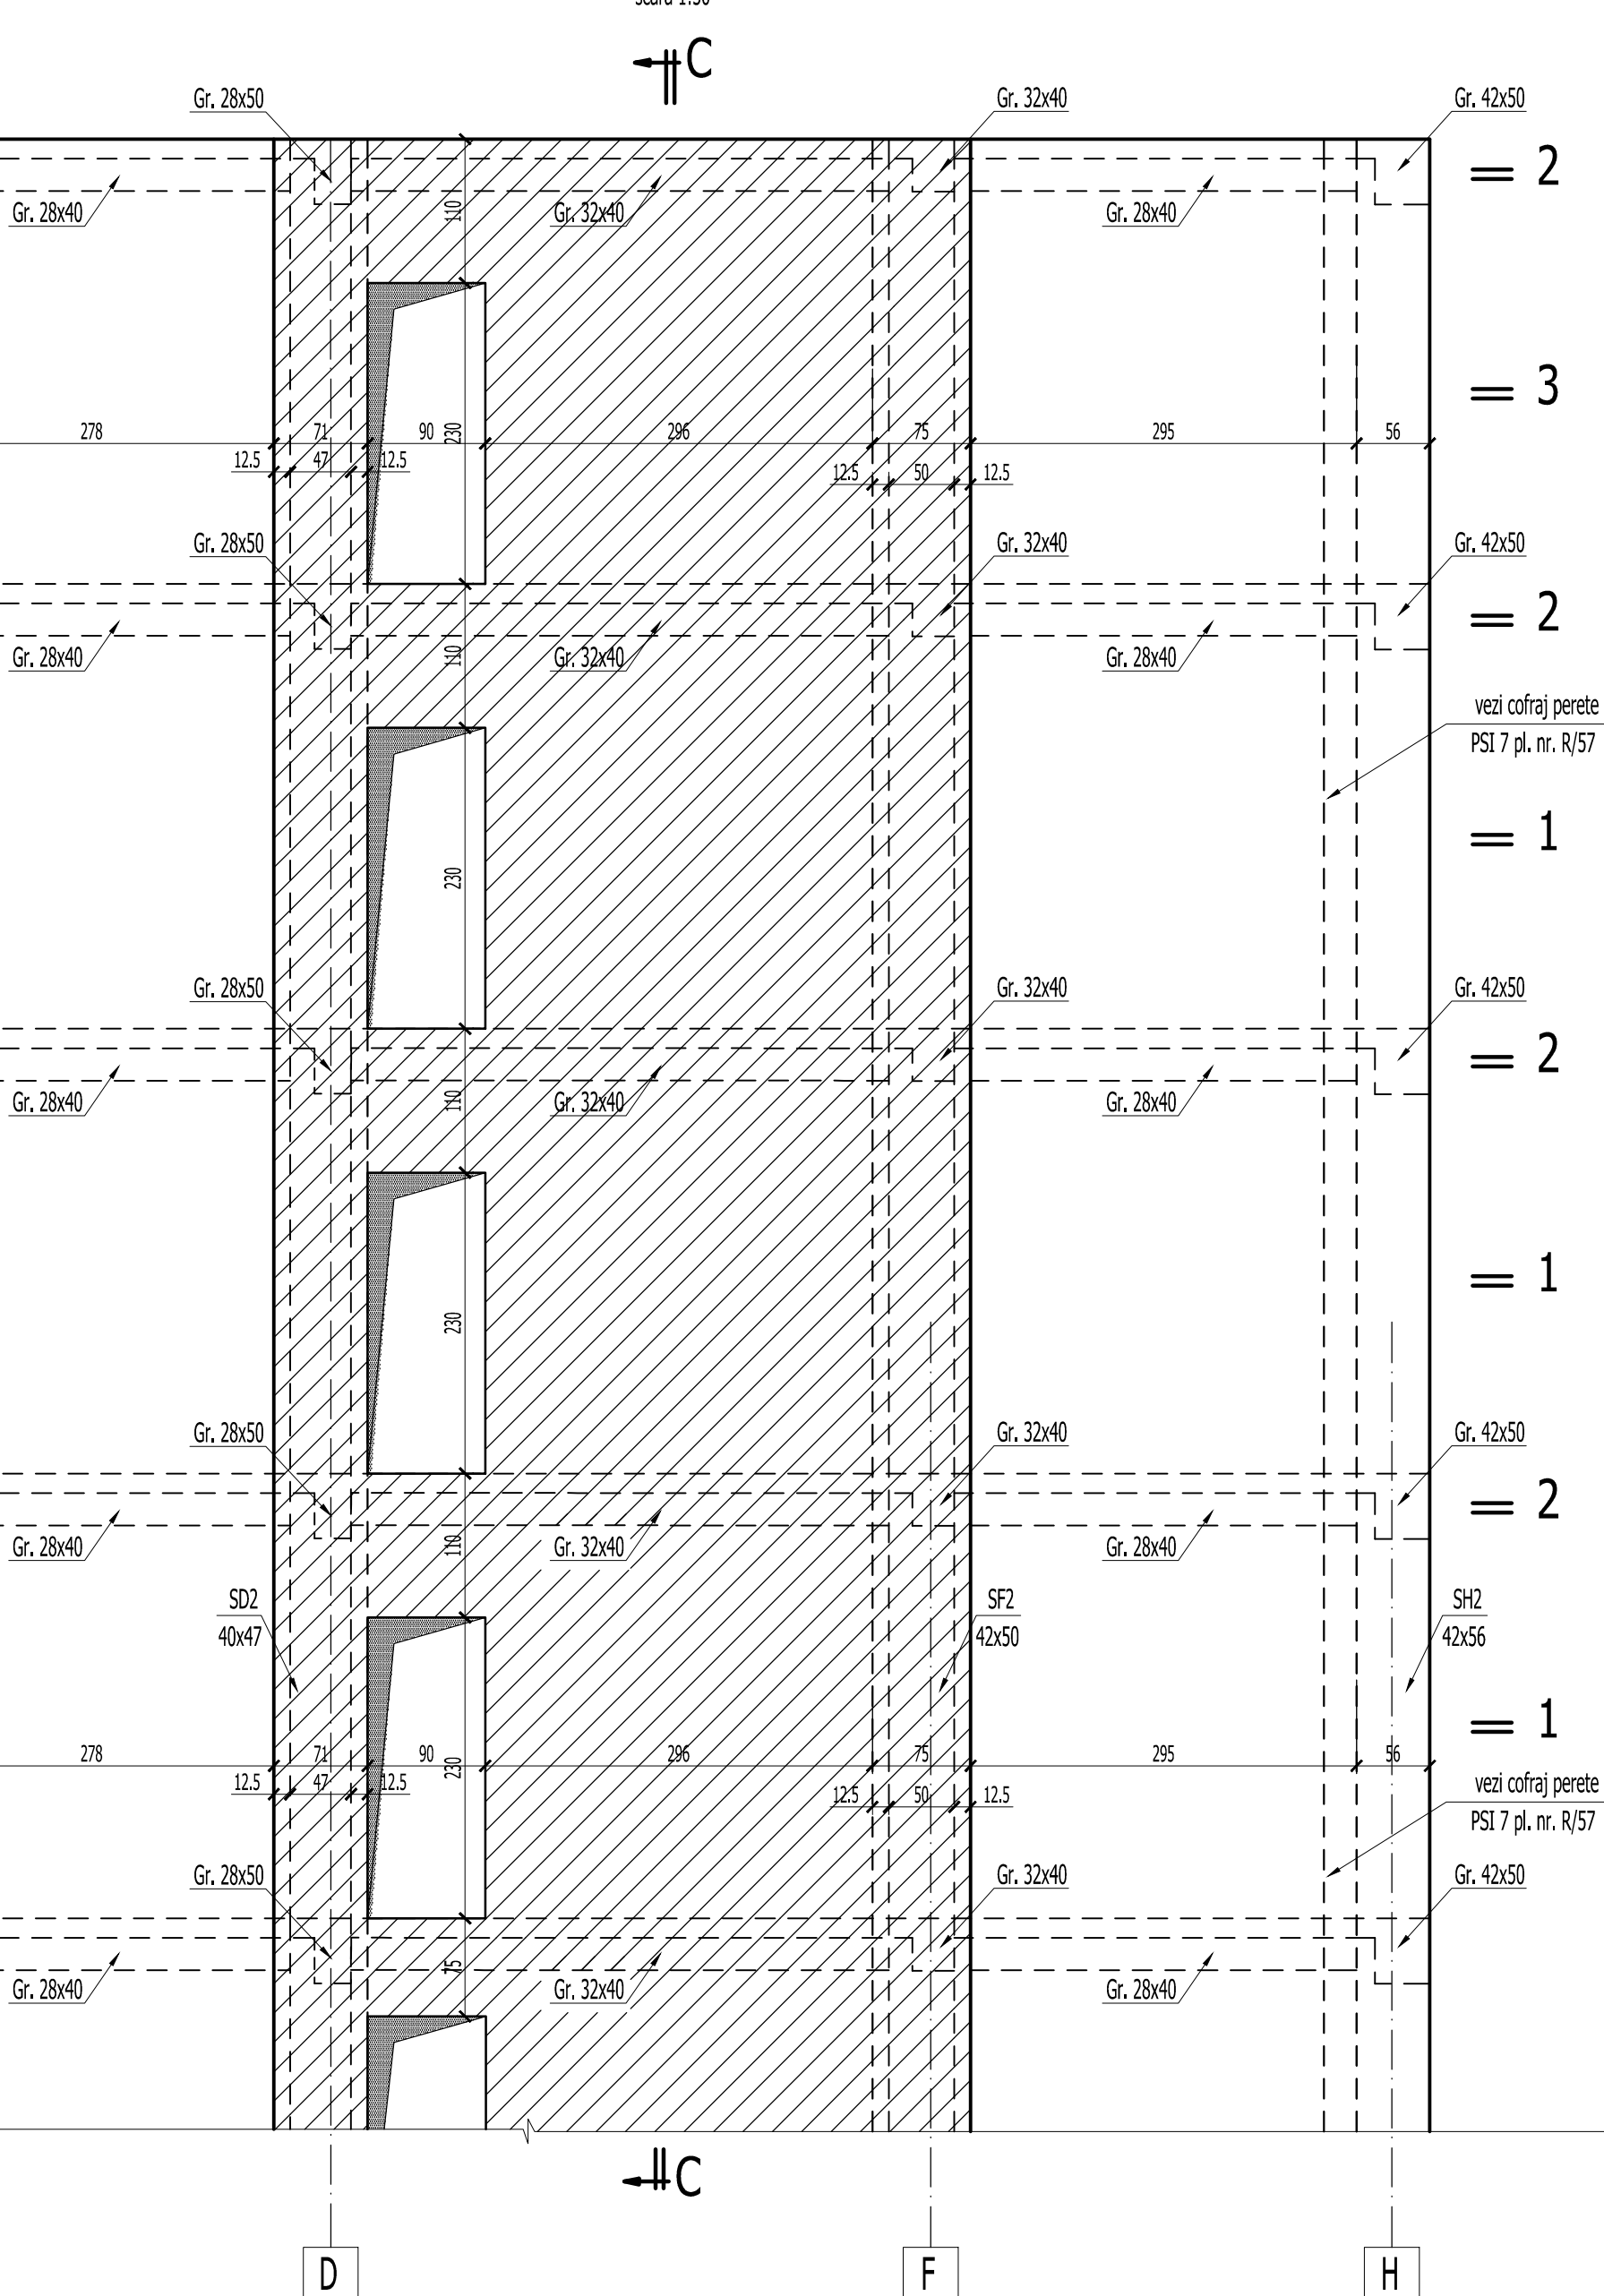 scara 1:50
C
Gr. 28x50
Gr. 32x40
Gr. 42x50
2
Gr. 28x40
110
Gr. 32x40
Gr. 28x40
3
278
71
90
230
296
75
295
56
12.5
47
12.5
12.5
50
12.5
Gr. 28x50
Gr. 32x40
Gr. 42x50
2
Gr. 28x40
110
Gr. 32x40
Gr. 28x40
vezi cofraj perete
PSI 7 pl. nr. R/57
1
230
Gr. 28x50
Gr. 32x40
Gr. 42x50
2
Gr. 28x40
110
Gr. 32x40
Gr. 28x40
1
230
Gr. 28x50
Gr. 32x40
Gr. 42x50
2
Gr. 28x40
110
Gr. 32x40
Gr. 28x40
SD2
40x47
SF2
42x50
SH2
42x56
1
278
71
90
230
296
75
295
56
12.5
47
12.5
12.5
50
12.5
vezi cofraj perete
PSI 7 pl. nr. R/57
Gr. 28x50
Gr. 32x40
Gr. 42x50
Gr. 28x40
75
Gr. 32x40
Gr. 28x40
C
D
F
H